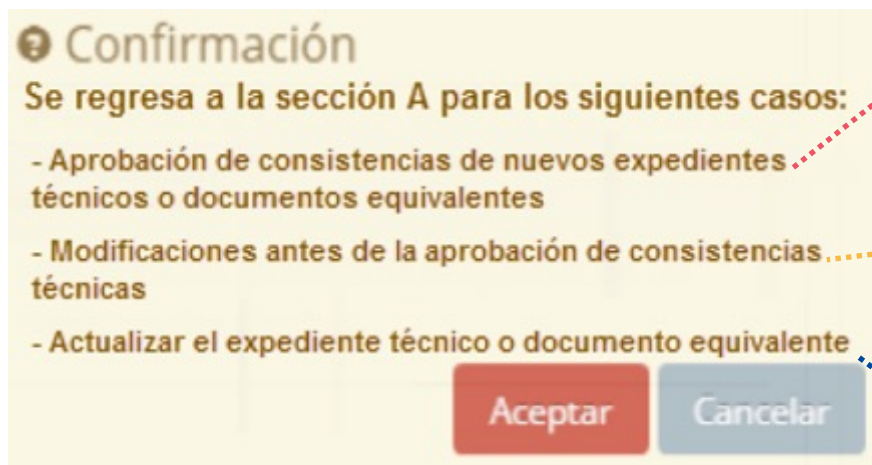 Confirmación
Se regresa a la sección A para los siguientes casos:
- Aprobación de consistencias de nuevos expedientes
técnicos o documentos equivalentes
- Modificaciones antes de la aprobación de consistencias
técnicas
- Actualizar el expediente técnico o documento equivalente
Aceptar Cancelar